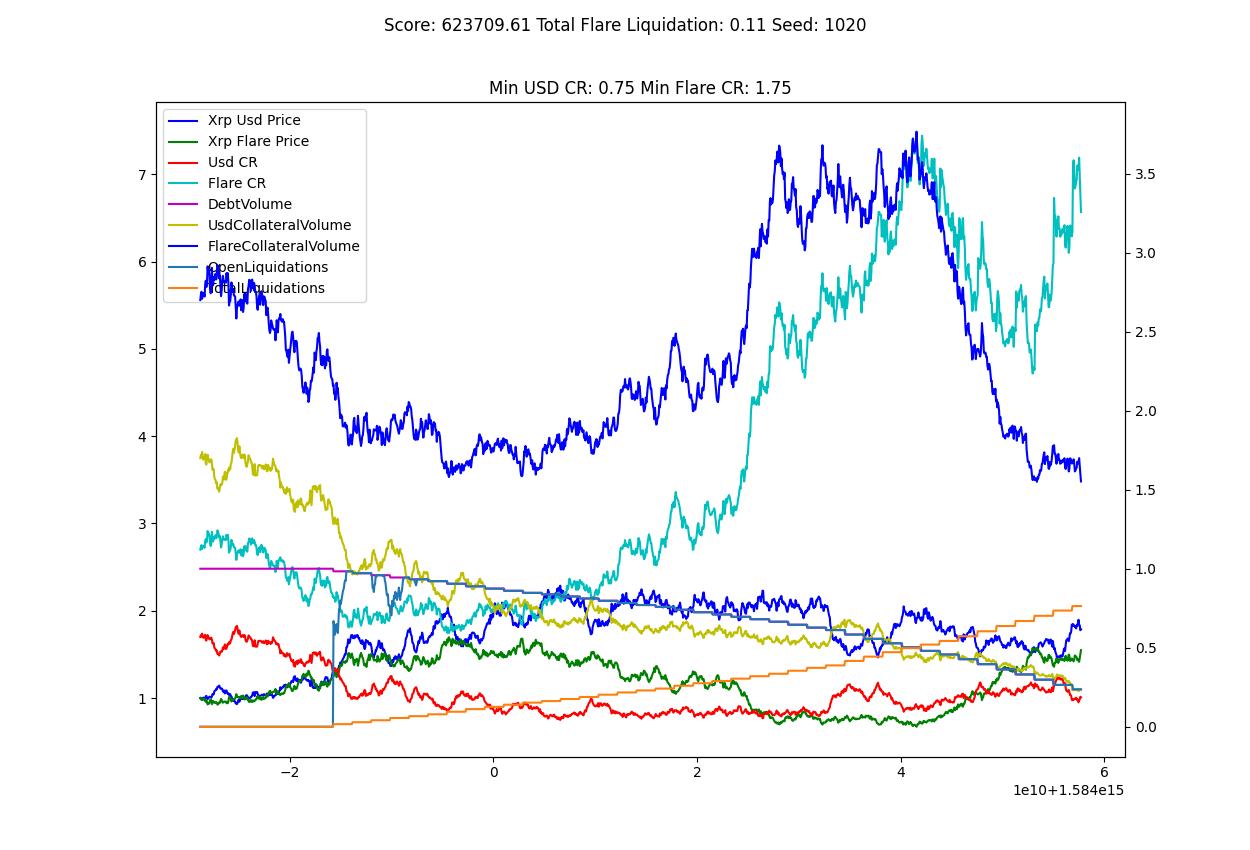 Score: 623709.61 Total Flare Liquidation: 0.11 Seed: 1020
Min USD CR: 0.75 Min Flare CR: 1.75
Xrp Usd Price
Xrp Flare Price
Usd CR
Flare CR
DebtVolume
UsdCollateralVolume
FlareCollateralVolume
OpenLiquidations
TotalLiquidations
7
6
5
4
3
2
1
3.5
3.0
2.5
2.0
1.5
1.0
0.5
0.0
−2 0 2 4 6
1e10+1.584e15